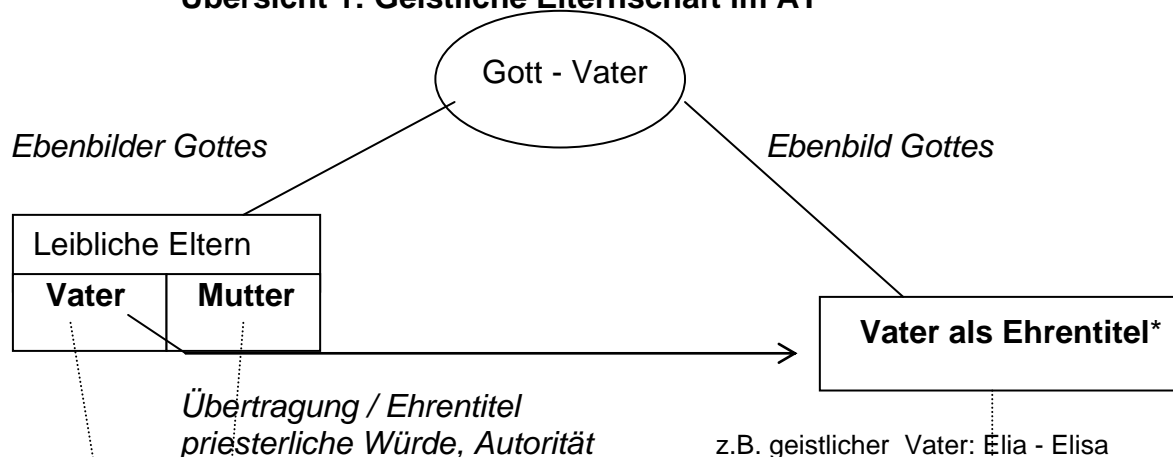 Übersicht 1: Geistliche Elternschaft im AT
Gott - Vater
Ebenbilder Gottes
Ebenbild Gottes
Leibliche Eltern
Vater
Mutter
Vater als Ehrentitel*
Übertragung / Ehrentitel
priesterliche Würde, Autorität
z.B. geistlicher Vater: Elia - Elisa